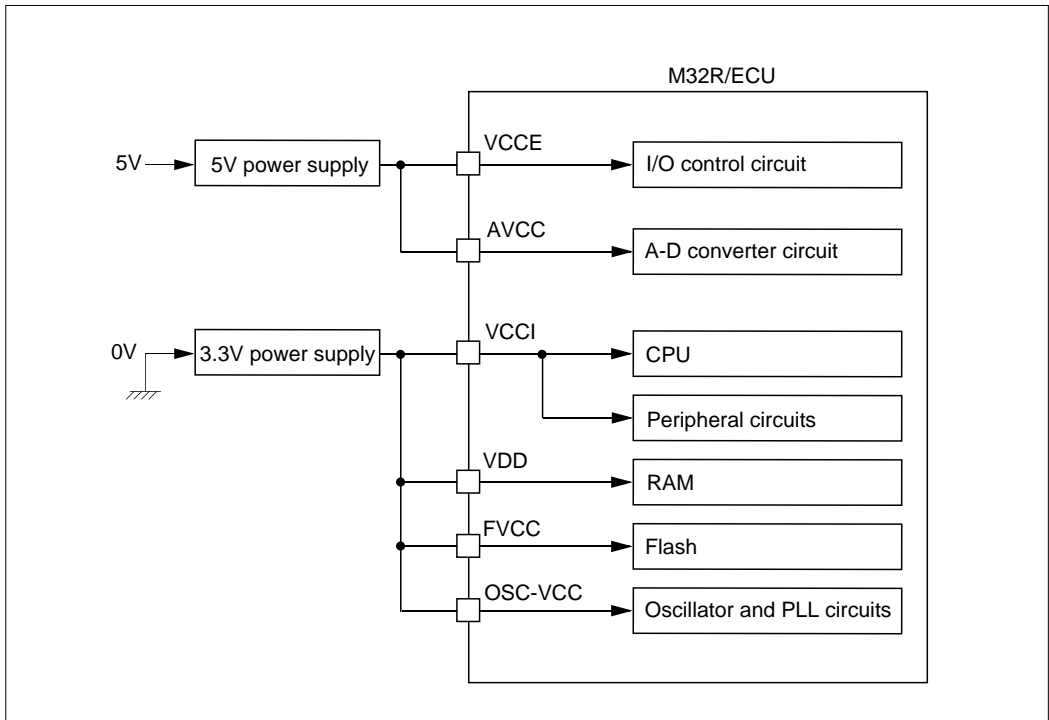 M32R/ECU
VCCE
5V
5V power supply
I/O control circuit
AVCC
A-D converter circuit
VCCI
0V
3.3V power supply
CPU
Peripheral circuits
VDD
RAM
FVCC
Flash
OSC-VCC
Oscillator and PLL circuits